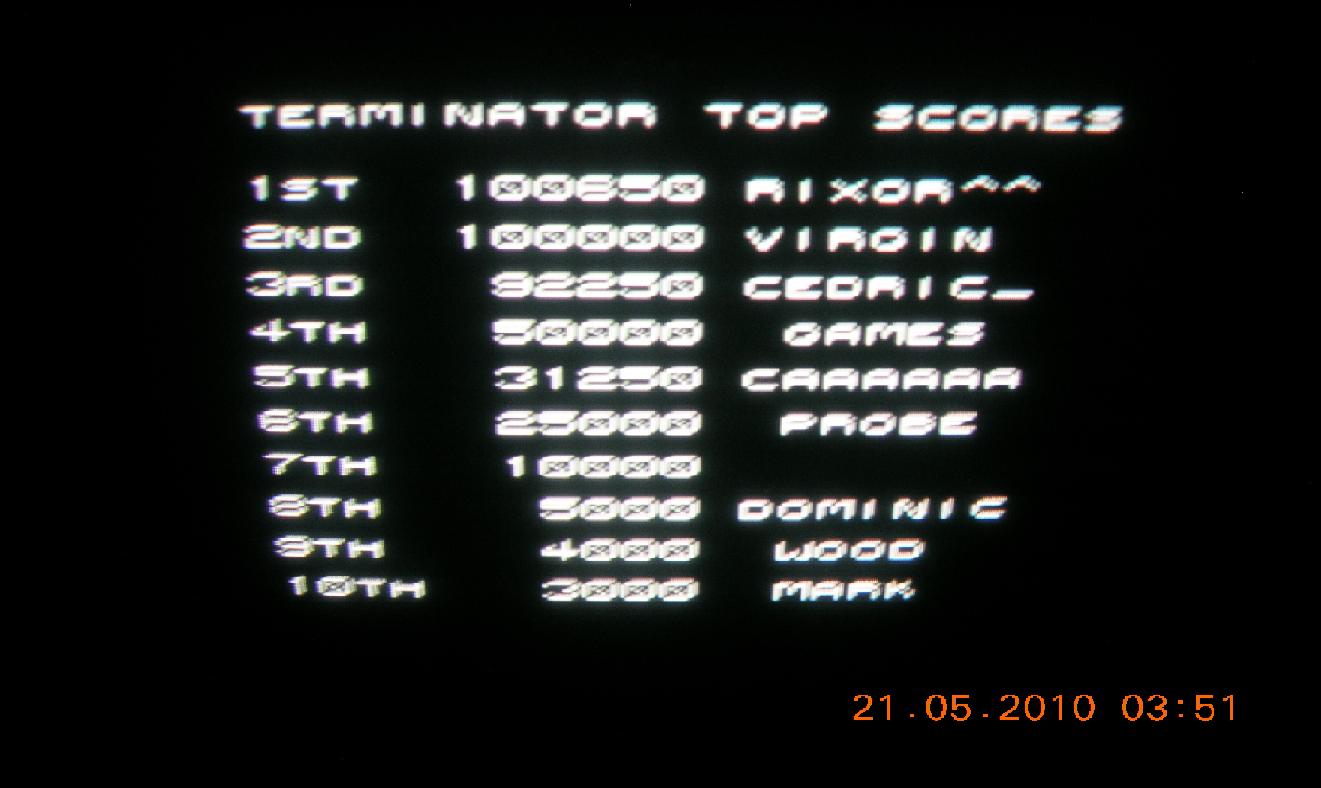 TERMINATOR TOP SCORES
1ST 100650 RIXOR^^
2ND 100000 VIRGIN
3RD 92250 CEDRIC_
4TH 50000 GAMES
5TH 31250 CAAAAAA
6TH 25000 PROBE
7TH 10000
8TH 5000 DOMINIC
9TH 4000 WOOD
10TH 3000 MARK
21.05.2010 03:51